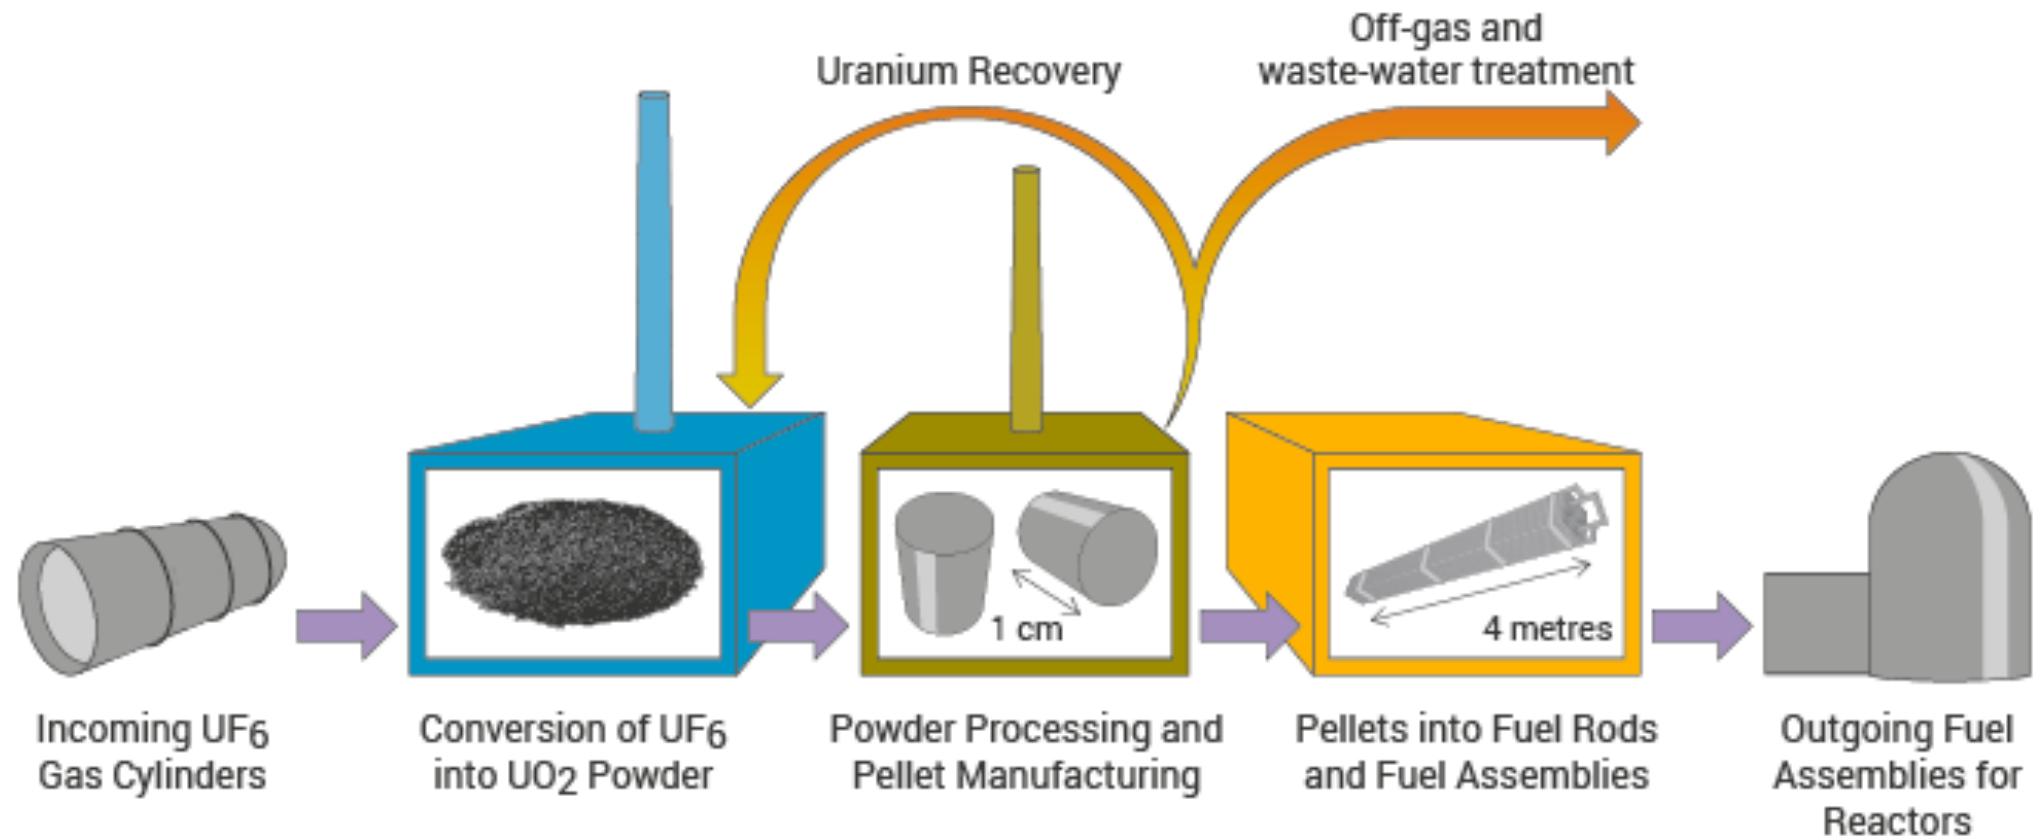 Off-gas and
waste-water treatment
Uranium Recovery
1 cm
4 metres
Incoming UF6
Gas Cylinders
Conversion of UF6
into UO2 Powder
Powder Processing and
Pellet Manufacturing
Pellets into Fuel Rods
and Fuel Assemblies
Outgoing Fuel
Assemblies for
Reactors